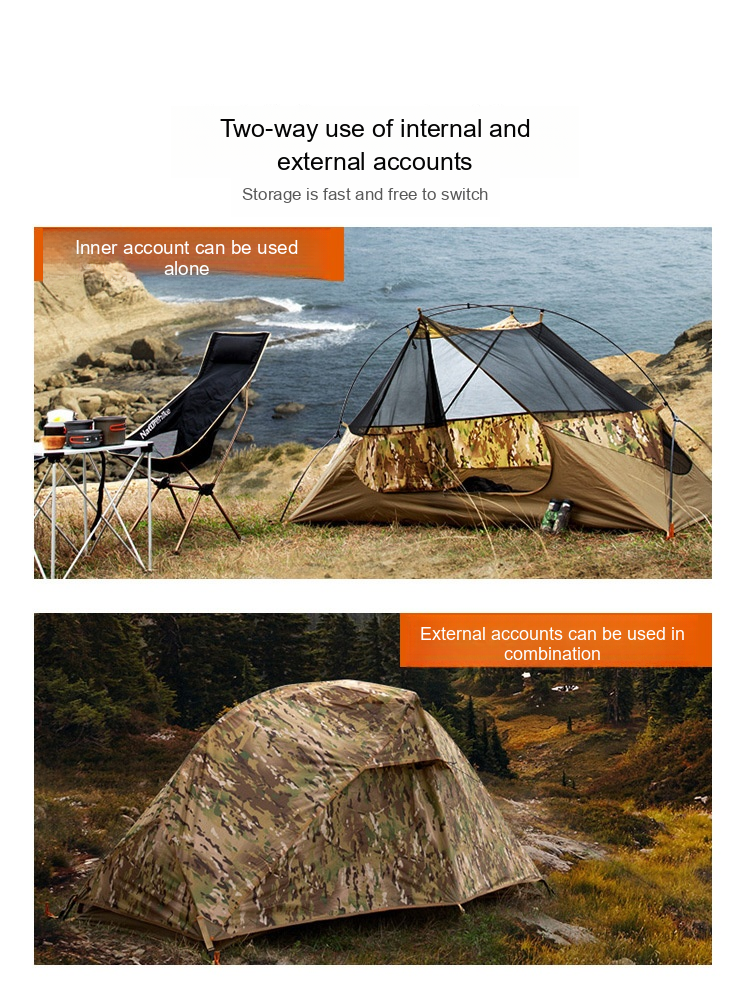 Two-way use of internal and
external accounts
Storage is fast and free to switch
Inner account can be used
alone
Naturehike
External accounts can be used in
combination